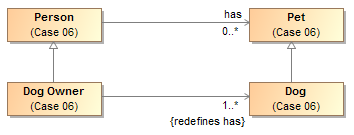 Person
(Case 06)
has
0..*
Pet
(Case 06)
Dog Owner
(Case 06)
1..*
{redefines has}
Dog
(Case 06)